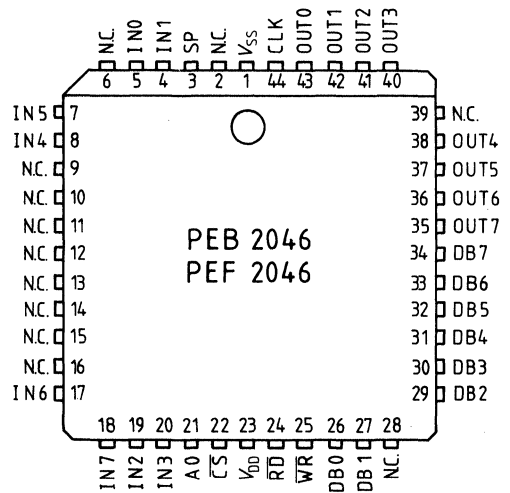 N.C. IN0 IN1 SP N.C. VSS CLK OUT0 OUT1 OUT2 OUT3
6 5 4 3 2 1 44 43 42 41 40
IN5 7 39 N.C.
IN4 8 38 OUT4
N.C. 9 37 OUT5
N.C. 10 36 OUT6
N.C. 11 35 OUT7
PEB 2046
N.C. 12 34 DB7
PEF 2046
N.C. 13 33 DB6
N.C. 14 32 DB5
N.C. 15 31 DB4
N.C. 16 30 DB3
IN6 17 29 DB2
18 19 20 21 22 23 24 25 26 27 28
IN7 IN2 IN3 A0 C̅S̅ VDD R̅D̅ W̅R̅ DB0 DB1 N.C.